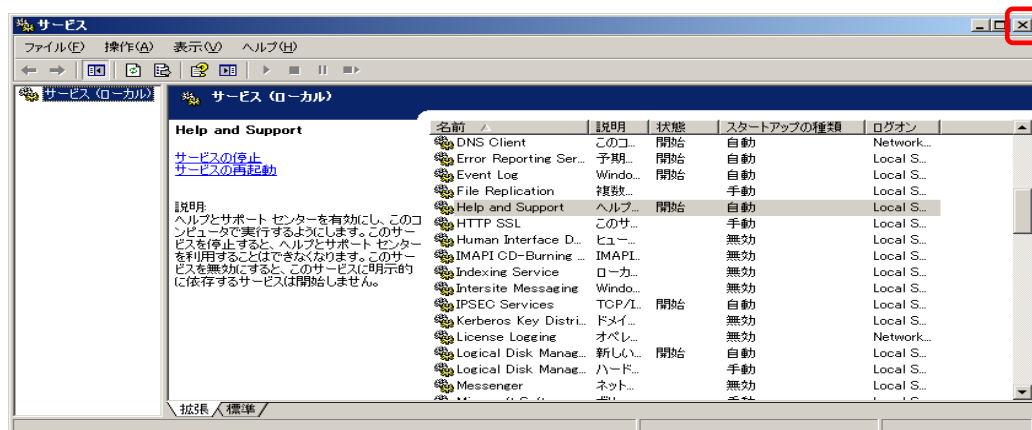 サービス
ファイル(F) 操作(A) 表示(V) ヘルプ(H)
サービス (ローカル)
サービス (ローカル)
Help and Support
サービスの停止
サービスの再起動
説明:
ヘルプとサポート センターを有効にし、このコ
ンピュータで実行するようにします。このサー
ビスを停止すると、ヘルプとサポート センター
を利用することはできなくなります。このサー
ビスを無効にすると、このサービスに明示的
に依存するサービスは開始しません。
名前 説明 状態 スタートアップの種類 ログオン
DNS Client このコ... 開始 自動 Network...
Error Reporting Ser... 予期... 開始 自動 Local S...
Event Log Windo... 開始 自動 Local S...
File Replication 複数... 手動 Local S...
Help and Support ヘルプ... 開始 自動 Local S...
HTTP SSL このサ... 手動 Local S...
Human Interface D... ヒュー... 無効 Local S...
IMAPI CD-Burning ... IMAPI... 無効 Local S...
Indexing Service ローカ... 無効 Local S...
Intersite Messaging Windo... 無効 Local S...
IPSEC Services TCP/I... 開始 自動 Local S...
Kerberos Key Distri... ドメイ... 無効 Local S...
License Logging オペレ... 無効 Network...
Logical Disk Manag... 新しい... 開始 自動 Local S...
Logical Disk Manag... ハード... 手動 Local S...
Messenger ネット... 無効 Local S...
拡張 標準